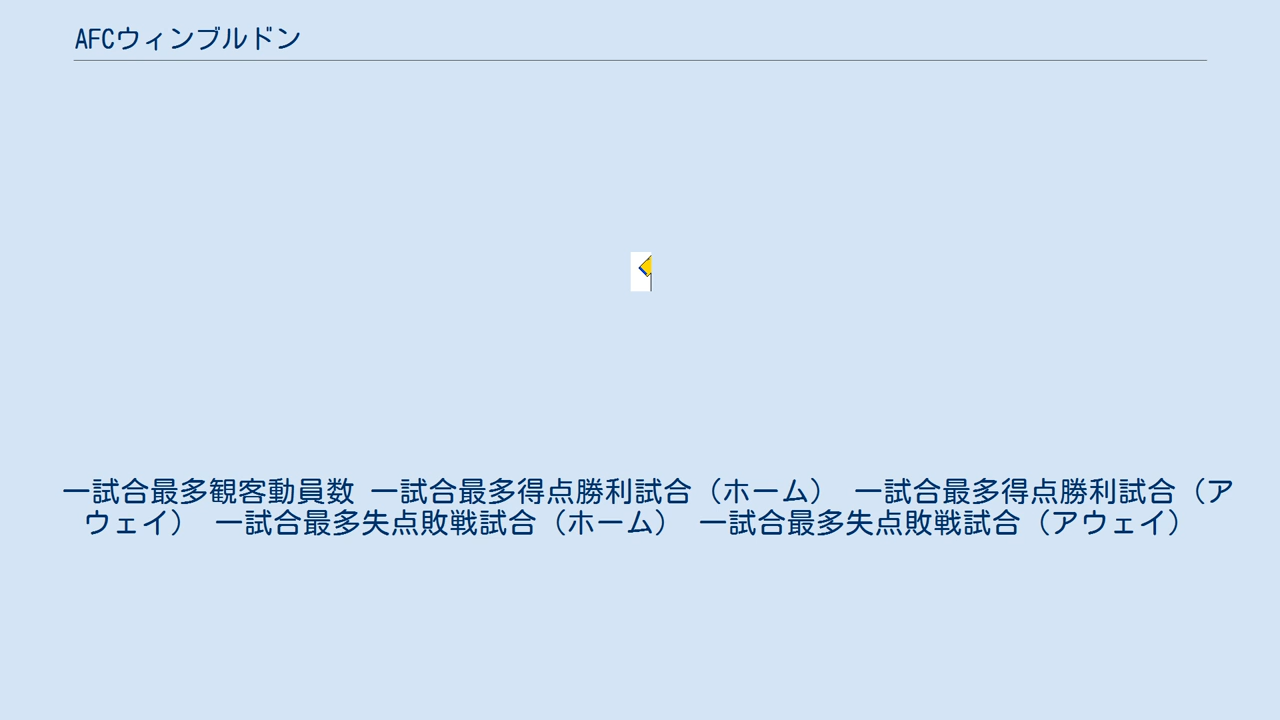 AFCウィンブルドン
一試合最多観客動員数 一試合最多得点勝利試合（ホーム） 一試合最多得点勝利試合（ア
ウェイ） 一試合最多失点敗戦試合（ホーム） 一試合最多失点敗戦試合（アウェイ）